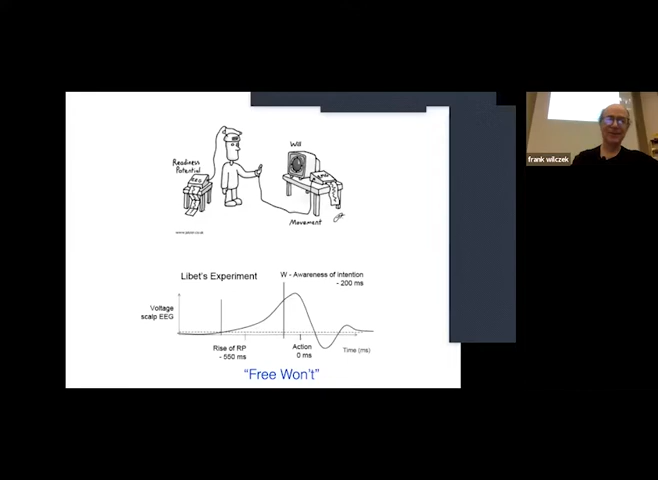 Will
Readiness
Potential
EEG
Movement
Libet's Experiment
W - Awareness of intention
- 200 ms
Voltage
scalp EEG
Rise of RP
- 550 ms
Action
0 ms
Time (ms)
"Free Won't"
frank wilczek